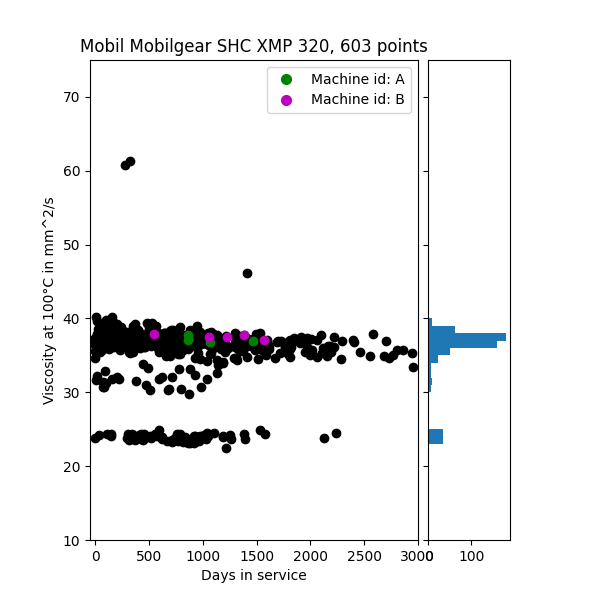 Mobil Mobilgear SHC XMP 320, 603 points
Machine id: A
Machine id: B
Viscosity at 100°C in mm^2/s
70
60
50
40
30
20
10
0 500 1000 1500 2000 2500 3000
0 100
Days in service